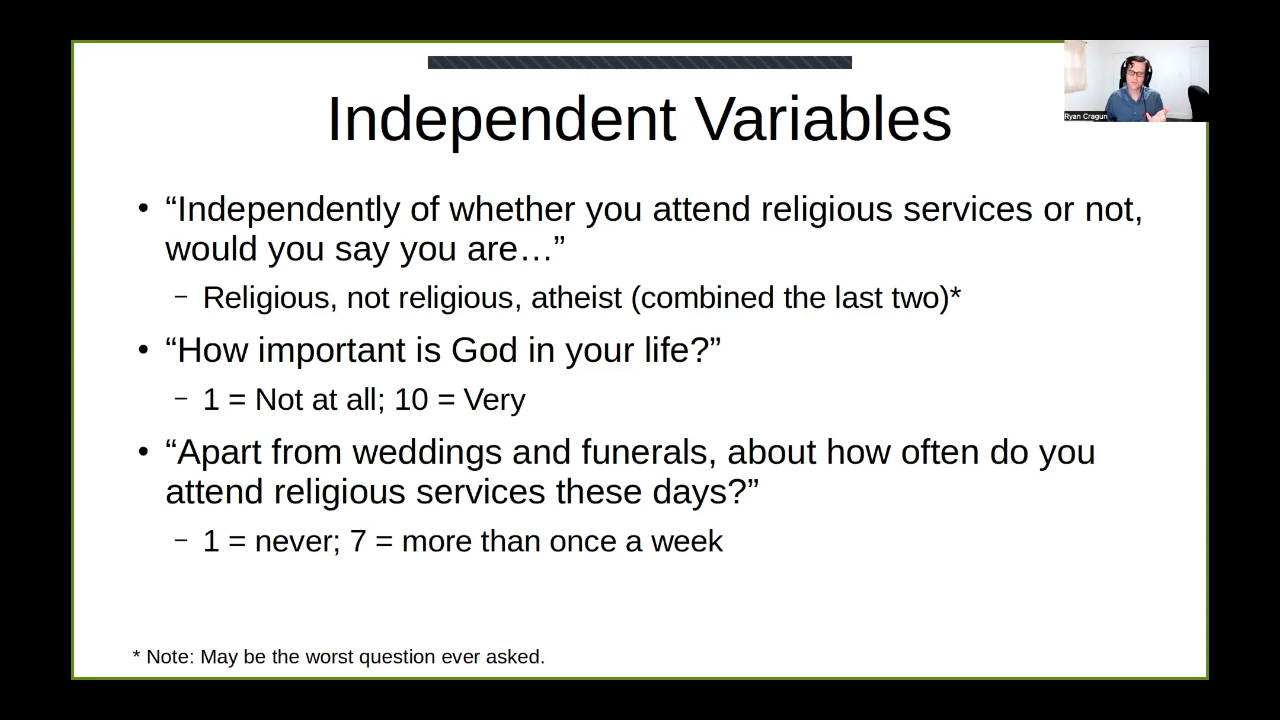 Independent Variables
Ryan Cragun
• “Independently of whether you attend religious services or not,
would you say you are…”
– Religious, not religious, atheist (combined the last two)*
• “How important is God in your life?”
– 1 = Not at all; 10 = Very
• “Apart from weddings and funerals, about how often do you
attend religious services these days?”
– 1 = never; 7 = more than once a week
* Note: May be the worst question ever asked.